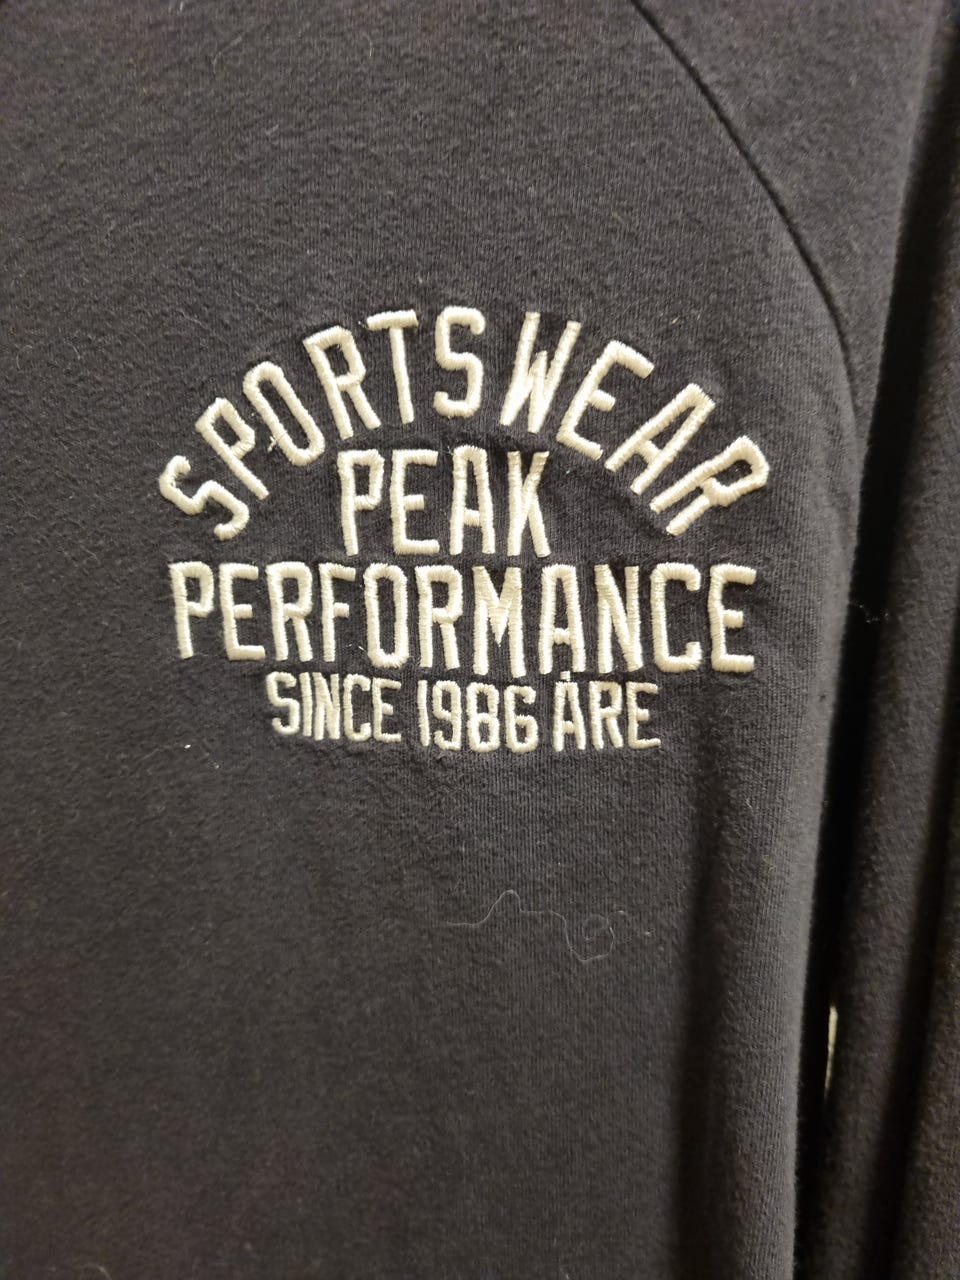 SPORTSWEAR
PEAK
PERFORMANCE
SINCE 1986 ÅRE